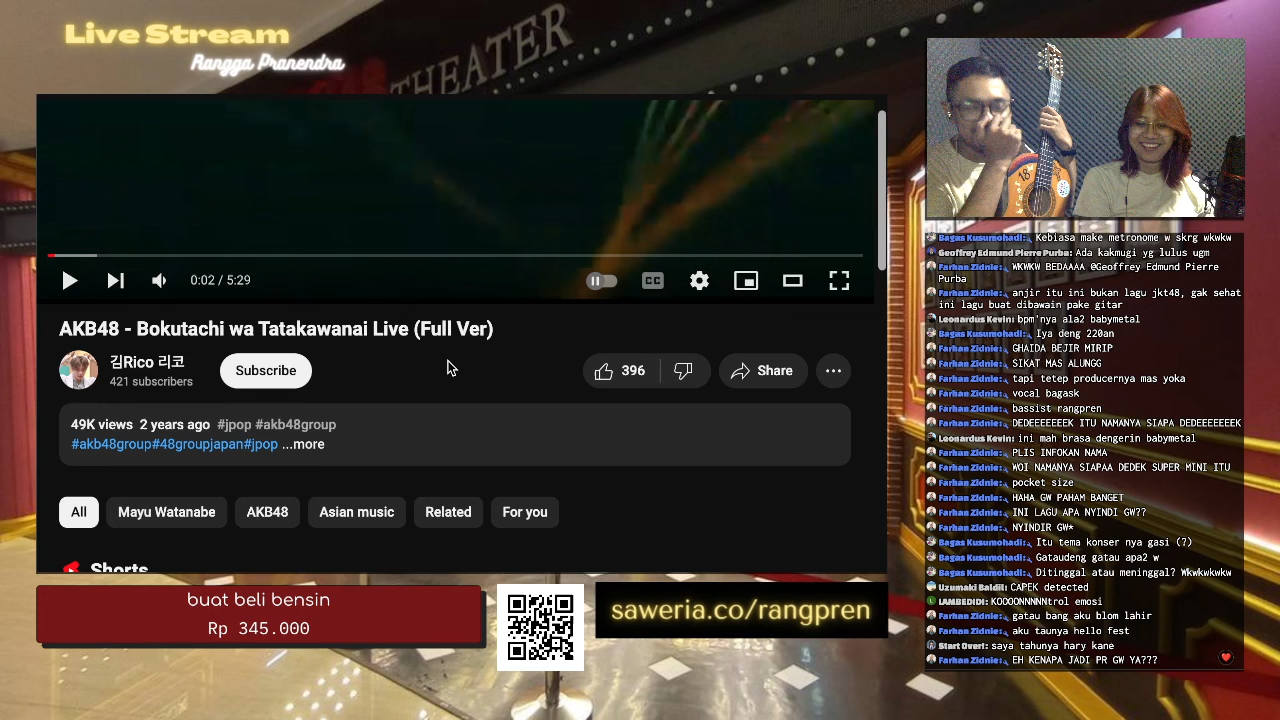 Live Stream
Rangga Pranendra
THEATER
0:02 / 5:29
CC
AKB48 - Bokutachi wa Tatakawanai Live (Full Ver)
김Rico 리코
421 subscribers
Subscribe
396
Share
49K views 2 years ago #jpop #akb48group
#akb48group#48groupjapan#jpop ...more
All
Mayu Watanabe
AKB48
Asian music
Related
For you
Shorts
buat beli bensin
Rp 345.000
saweria.co/rangpren
18+
Bagas Kusumohadi: Kebiasa make metronome w skrg wkwkw
Geoffrey Edmund Pierre Purba: Ada kakmugi yg lulus ugm
Farhan Zidnie: WKWKW BEDAAAA @Geoffrey Edmund Pierre
Purba
Farhan Zidnie: anjir itu ini bukan lagu jkt48, gak sehat
ini lagu buat dibawain pake gitar
Leonardus Kevin: bpm'nya ala2 babymetal
Bagas Kusumohadi: Iya deng 220an
Farhan Zidnie: GHAIDA BEJIR MIRIP
Farhan Zidnie: SIKAT MAS ALUNGG
Farhan Zidnie: tapi tetep producernya mas yoka
Farhan Zidnie: vocal bagask
Farhan Zidnie: bassist rangpren
Farhan Zidnie: DEDEEEEEEEK ITU NAMANYA SIAPA DEDEEEEEEEK
Leonardus Kevin: ini mah brasa dengerin babymetal
Farhan Zidnie: PLIS INFOKAN NAMA
Farhan Zidnie: WOI NAMANYA SIAPAA DEDEK SUPER MINI ITU
Farhan Zidnie: pocket size
Farhan Zidnie: HAHA GW PAHAM BANGET
Farhan Zidnie: INI LAGU APA NYINDI GW??
Farhan Zidnie: NYINDIR GW*
Bagas Kusumohadi: Itu tema konser nya gasi (?)
Bagas Kusumohadi: Gataudeng gatau apa2 w
Bagas Kusumohadi: Ditinggal atau meninggal? Wkwkwkwkw
Uzumaki Baldil: CAPEK detected
IAMBEDIDI: KOOOONNNNNtrol emosi
Farhan Zidnie: gatau bang aku blom lahir
Farhan Zidnie: aku taunya hello fest
Start Over!: saya tahunya hary kane
Farhan Zidnie: EH KENAPA JADI PR GW YA???